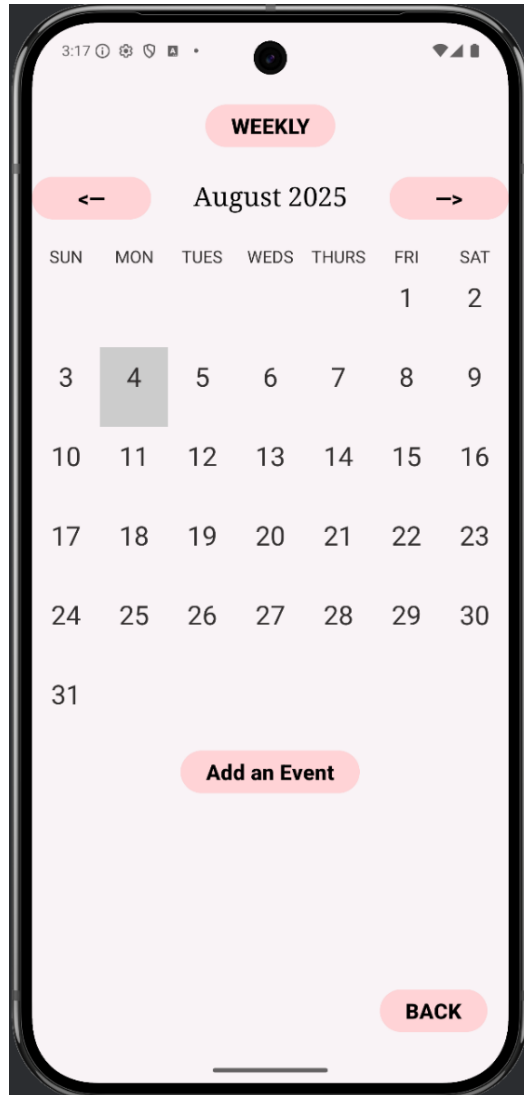 3:17
WEEKLY
<— August 2025 —>
SUN MON TUES WEDS THURS FRI SAT
1 2
3 4 5 6 7 8 9
10 11 12 13 14 15 16
17 18 19 20 21 22 23
24 25 26 27 28 29 30
31
Add an Event
BACK